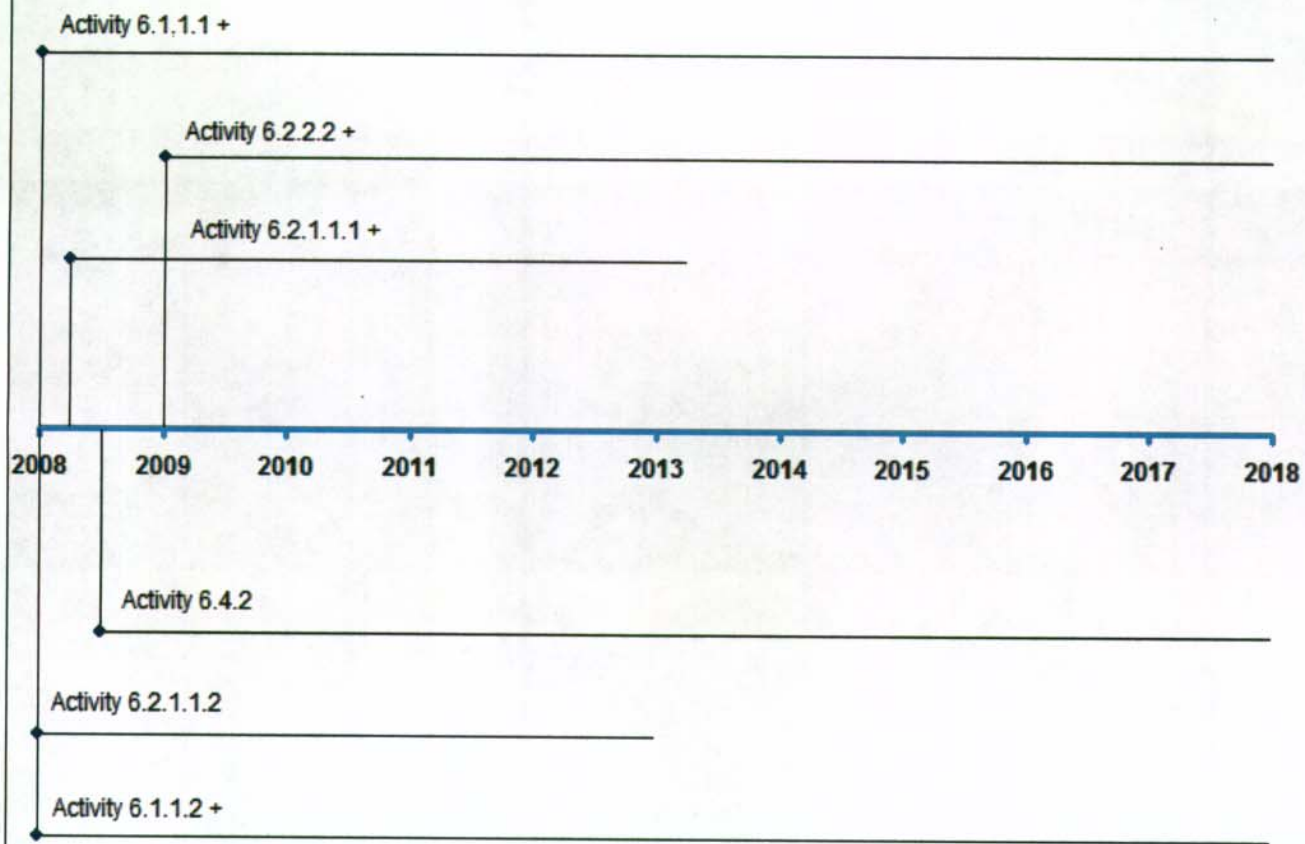 Activity 6.1.1.1 +
Activity 6.2.2.2 +
Activity 6.2.1.1.1 +
2008 2009 2010 2011 2012 2013 2014 2015 2016 2017 2018
Activity 6.4.2
Activity 6.2.1.1.2
Activity 6.1.1.2 +